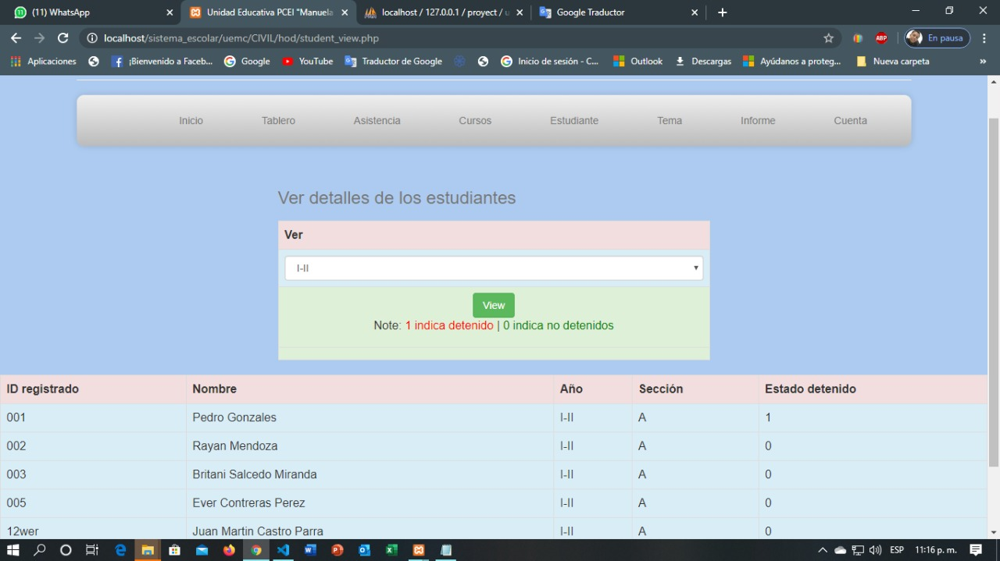 (11) WhatsApp
Unidad Educativa PCEI "Manuela
localhost / 127.0.0.1 / proyect / u
Google Traductor
localhost/sistema_escolar/uemc/CIVIL/hod/student_view.php
ABP
En pausa
Aplicaciones
¡Bienvenido a Faceb...
Google
YouTube
Traductor de Google
Inicio de sesión - C...
Outlook
Descargas
Ayúdanos a proteg...
Nueva carpeta
»
Inicio Tablero Asistencia Cursos Estudiante Tema Informe Cuenta
Ver detalles de los estudiantes
Ver
I-II
View
Note: 1 indica detenido | 0 indica no detenidos
ID registrado Nombre Año Sección Estado detenido
001 Pedro Gonzales I-II A 1
002 Rayan Mendoza I-II A 0
003 Britani Salcedo Miranda I-II A 0
005 Ever Contreras Perez I-II A 0
12wer Juan Martin Castro Parra I-II A 0
ESP 11:16 p. m.